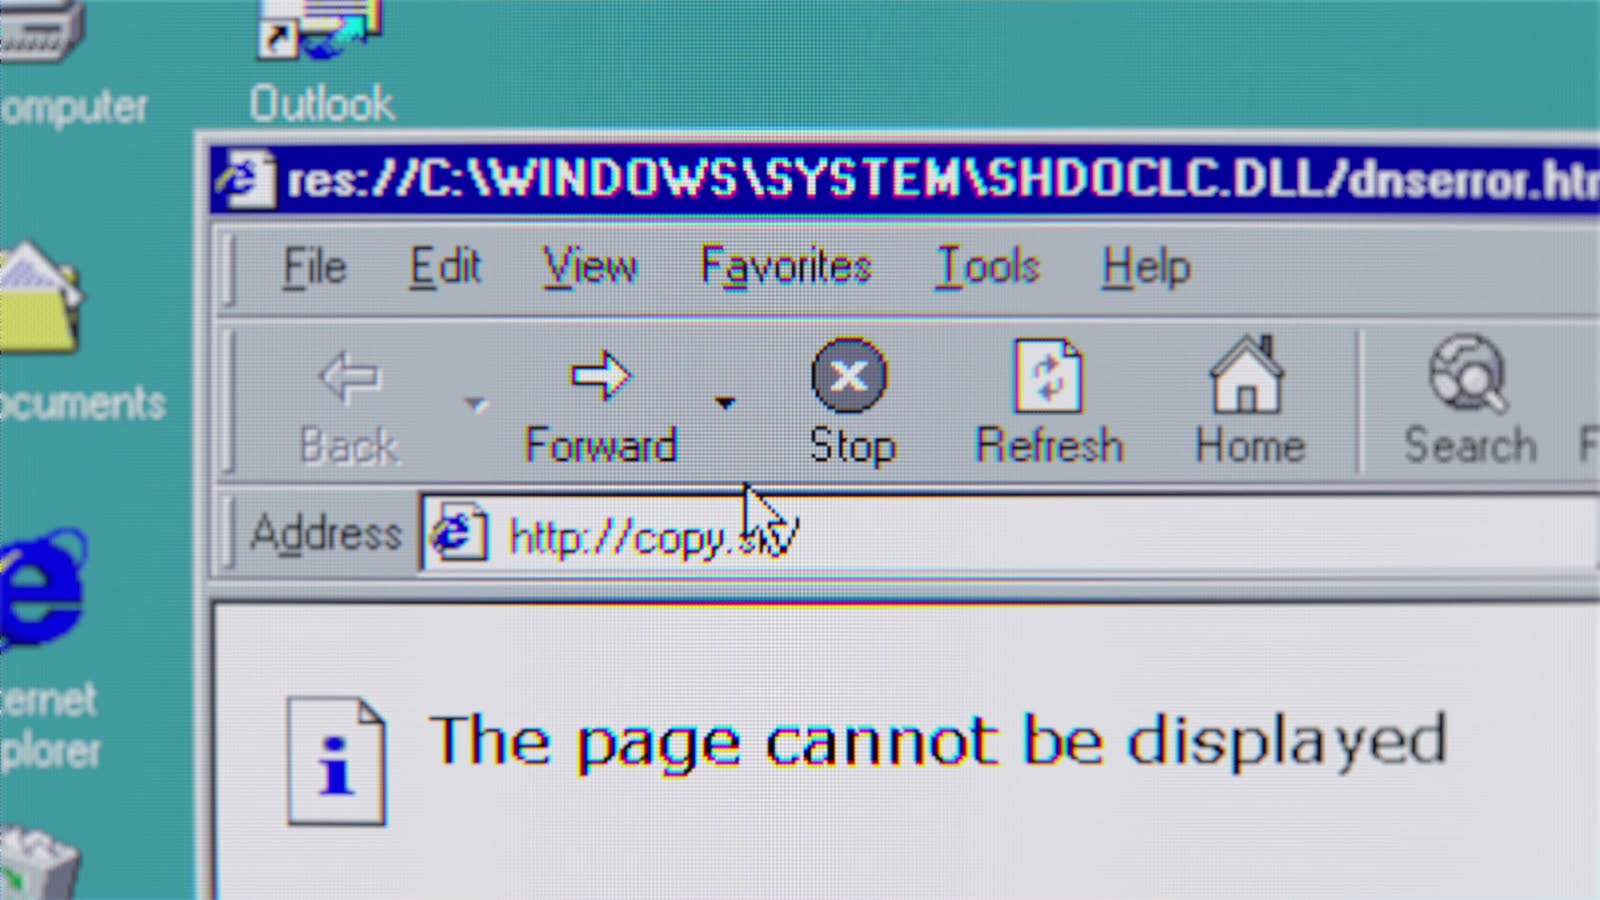 omputer
Outlook
res://C:\WINDOWS\SYSTEM\SHDOCLC.DLL/dnserror.htm
File Edit View Favorites Tools Help
ocuments
Back Forward Stop Refresh Home Search F
Address http://copy.
ternet
plorer
The page cannot be displayed